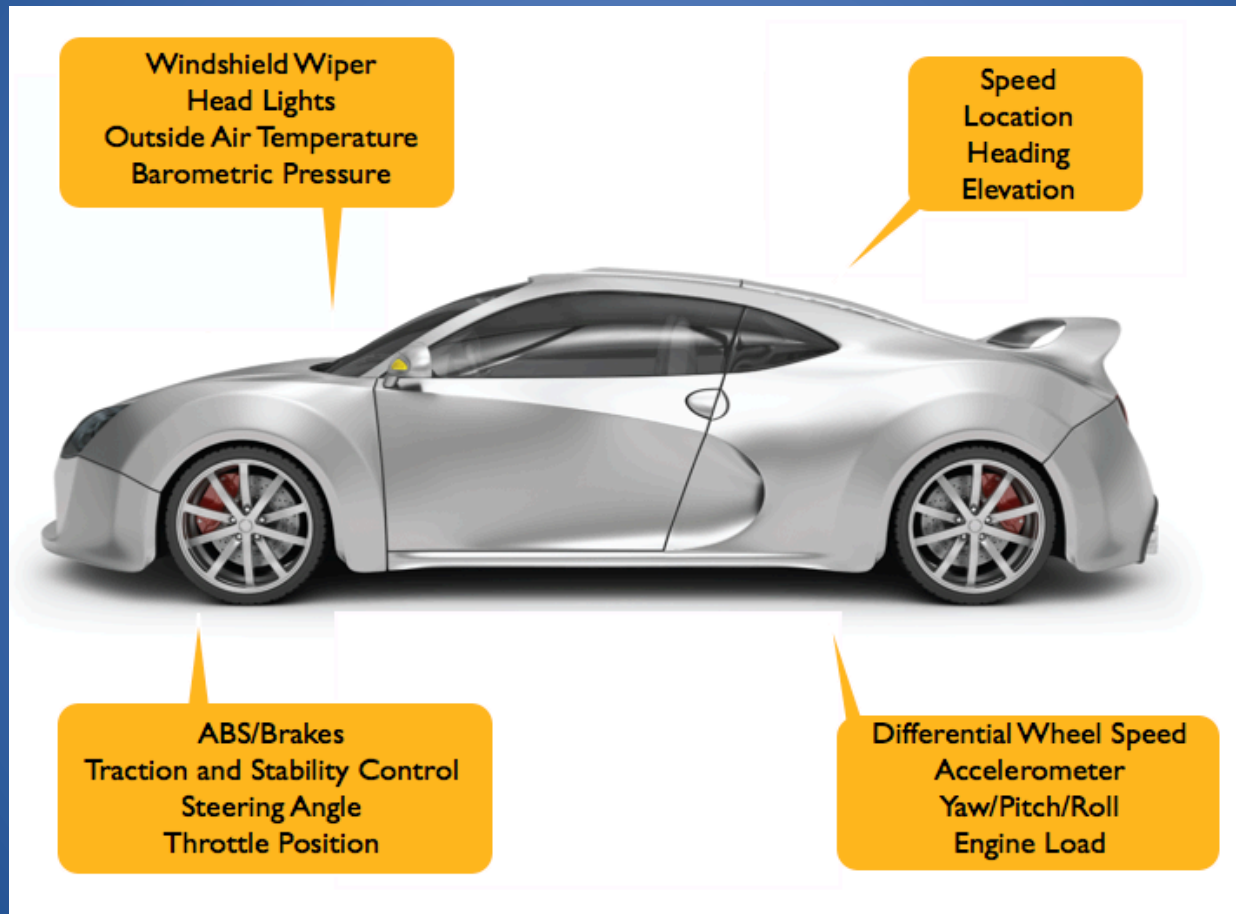 Windshield Wiper
Head Lights
Outside Air Temperature
Barometric Pressure
Speed
Location
Heading
Elevation
ABS/Brakes
Traction and Stability Control
Steering Angle
Throttle Position
Differential Wheel Speed
Accelerometer
Yaw/Pitch/Roll
Engine Load